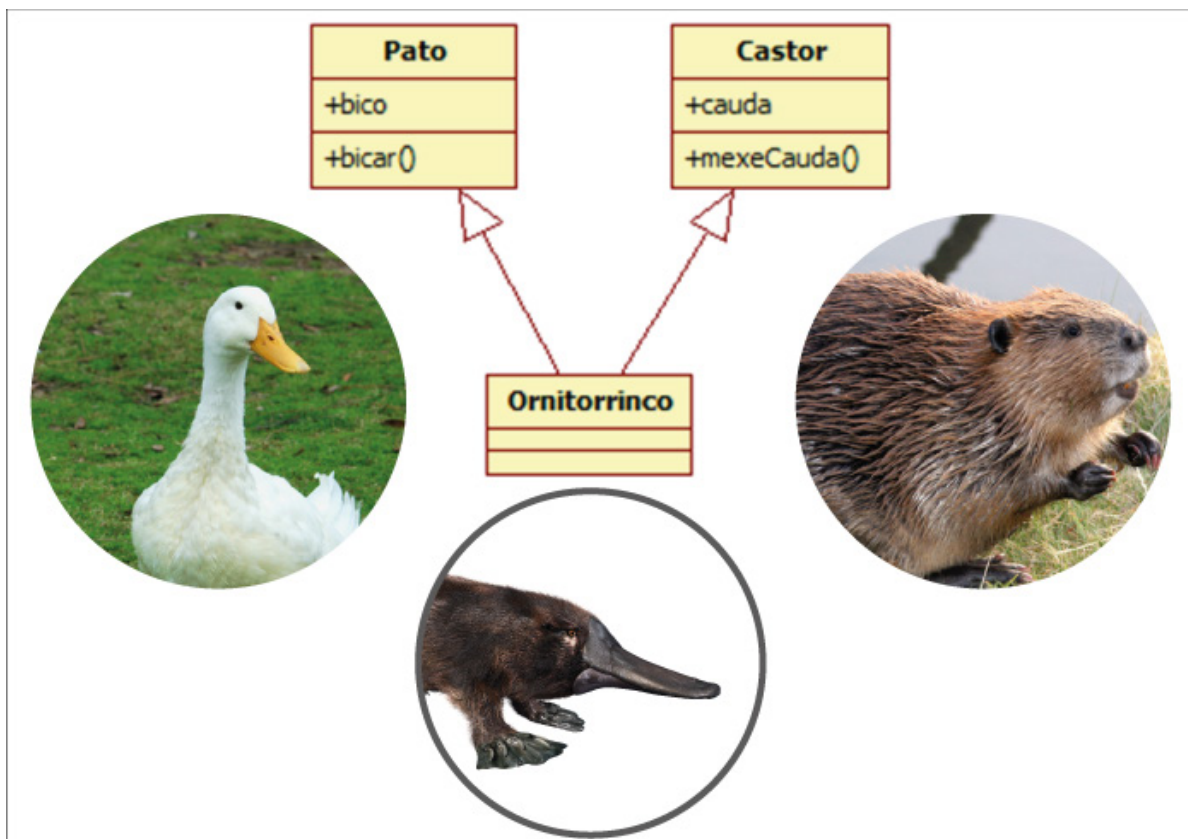 Pato
+bico
+bicar()
Castor
+cauda
+mexeCauda()
Ornitorrinco